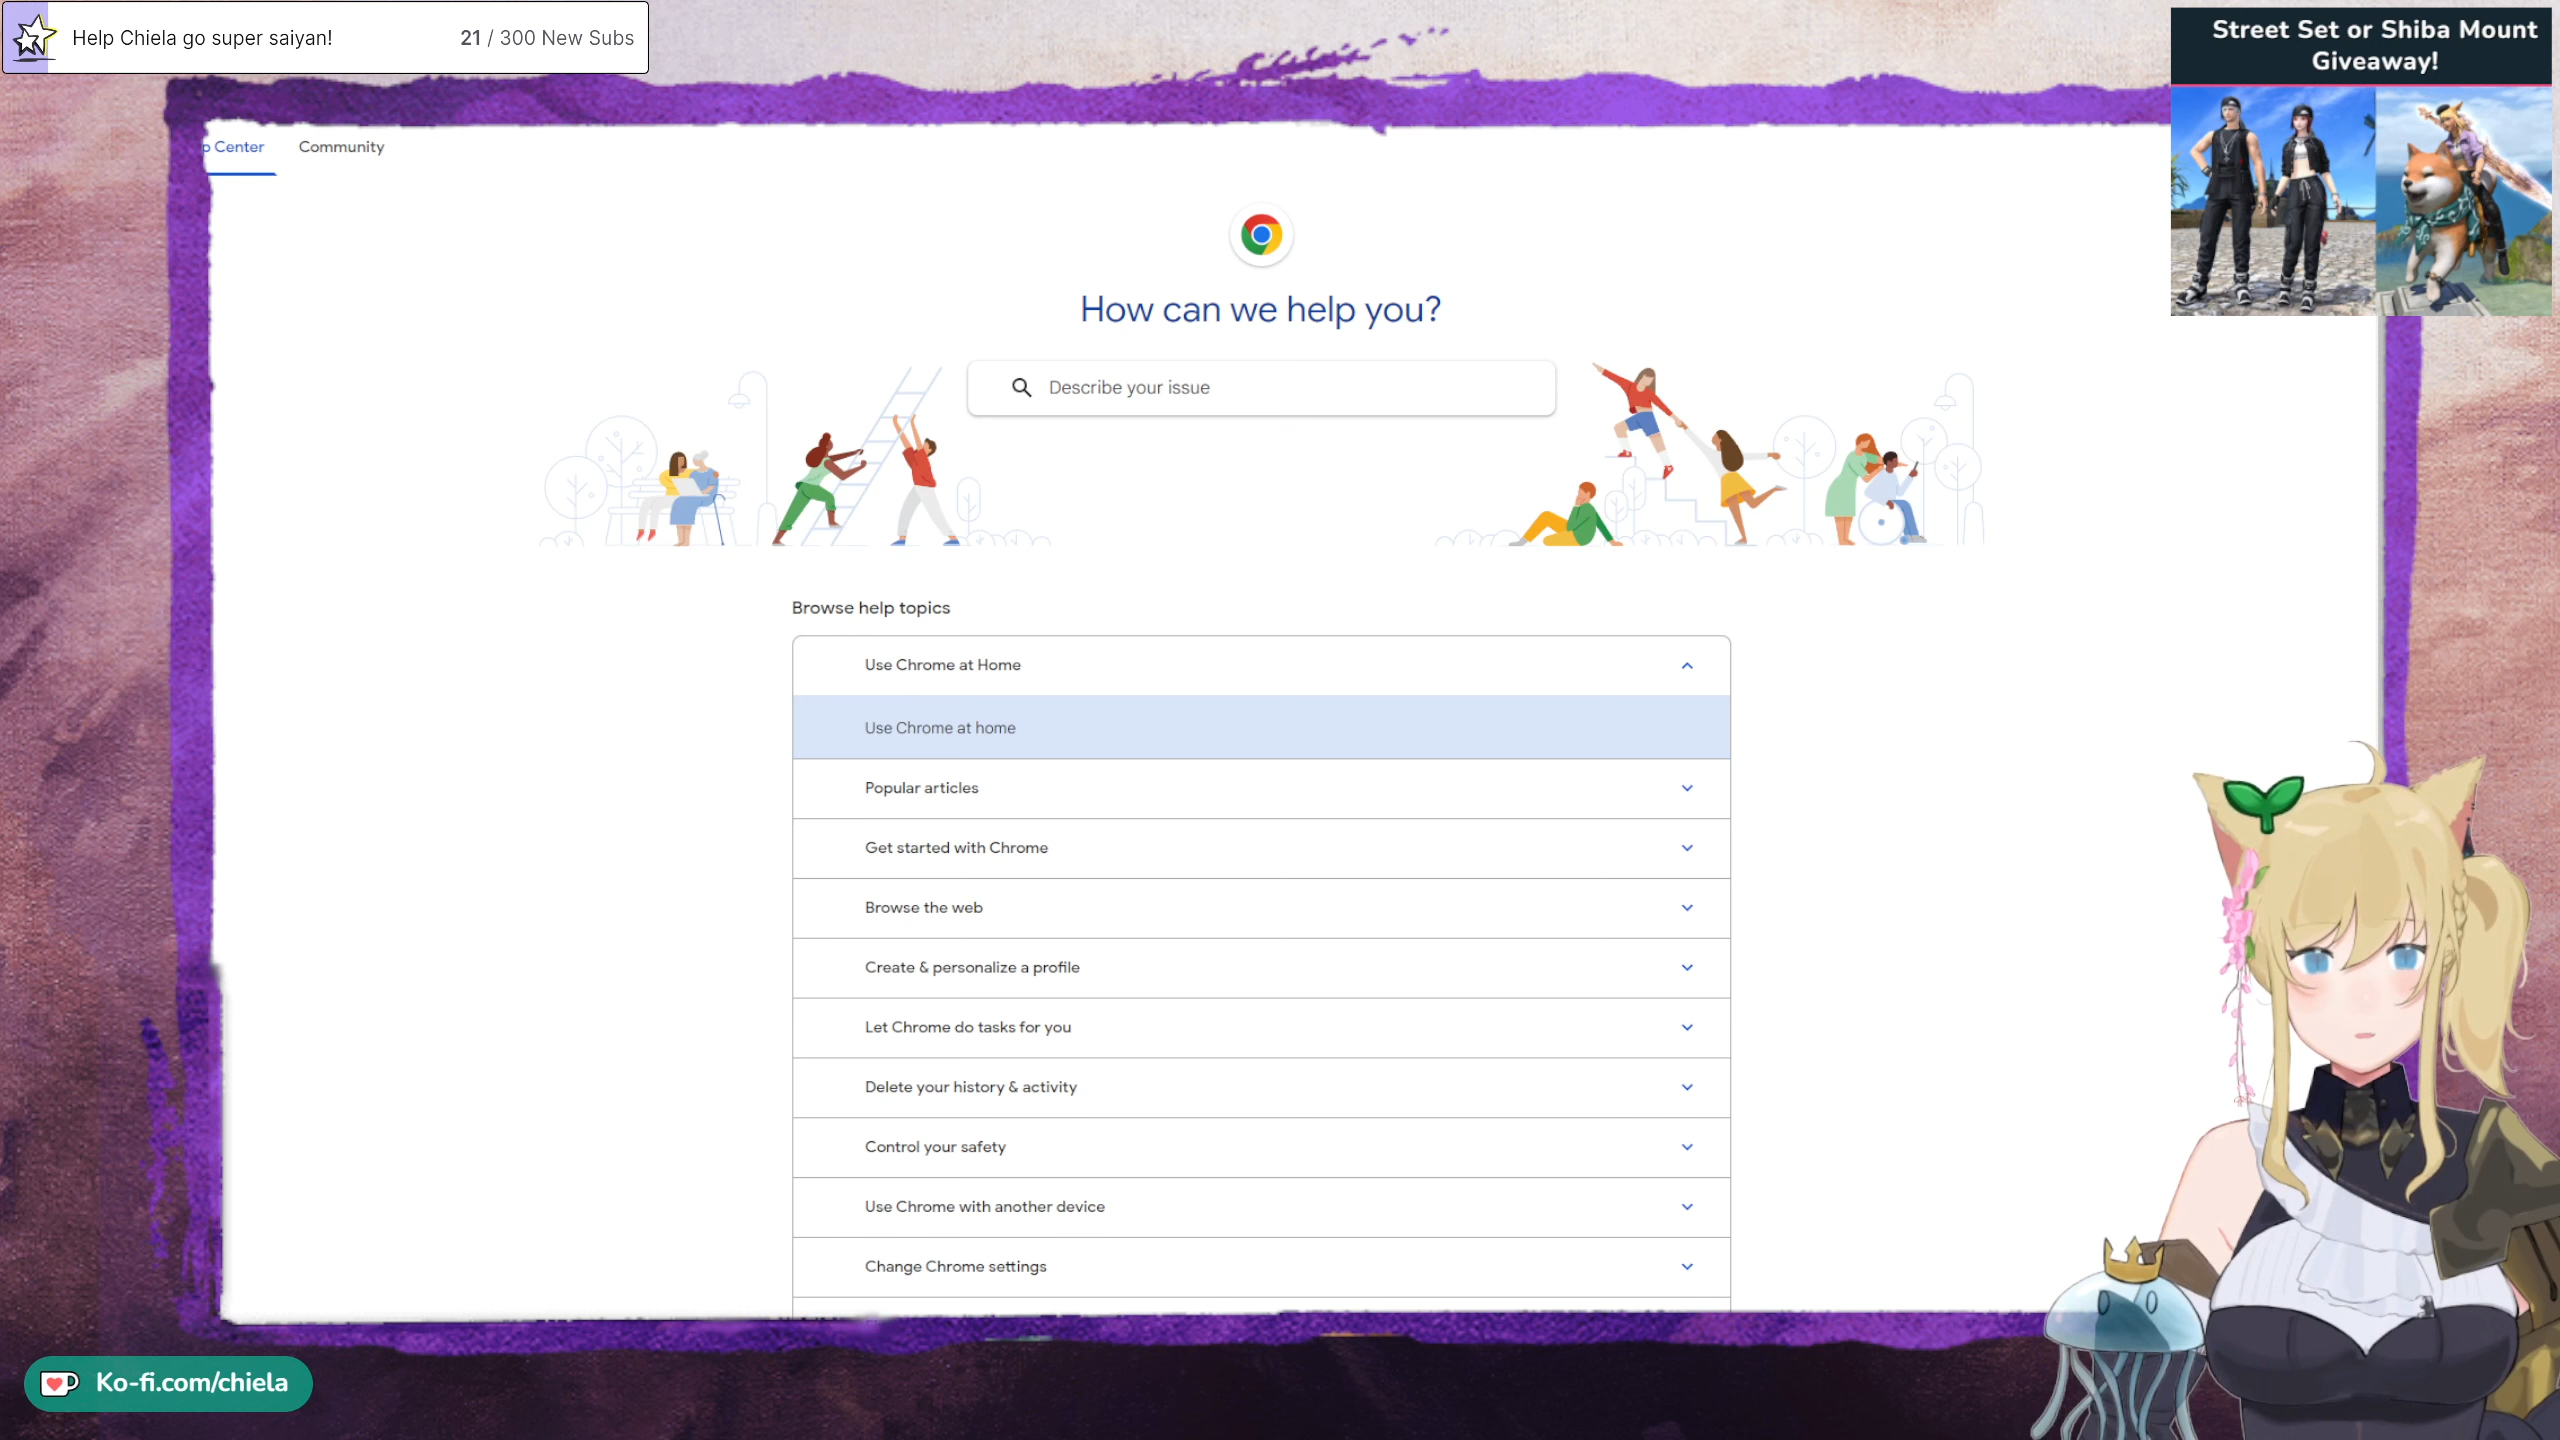 Help Chiela go super saiyan!
21 / 300 New Subs
Street Set or Shiba Mount
Giveaway!
p Center
Community
How can we help you?
Describe your issue
Browse help topics
Use Chrome at Home
Use Chrome at home
Popular articles
Get started with Chrome
Browse the web
Create & personalize a profile
Let Chrome do tasks for you
Delete your history & activity
Control your safety
Use Chrome with another device
Change Chrome settings
Ko-fi.com/chiela